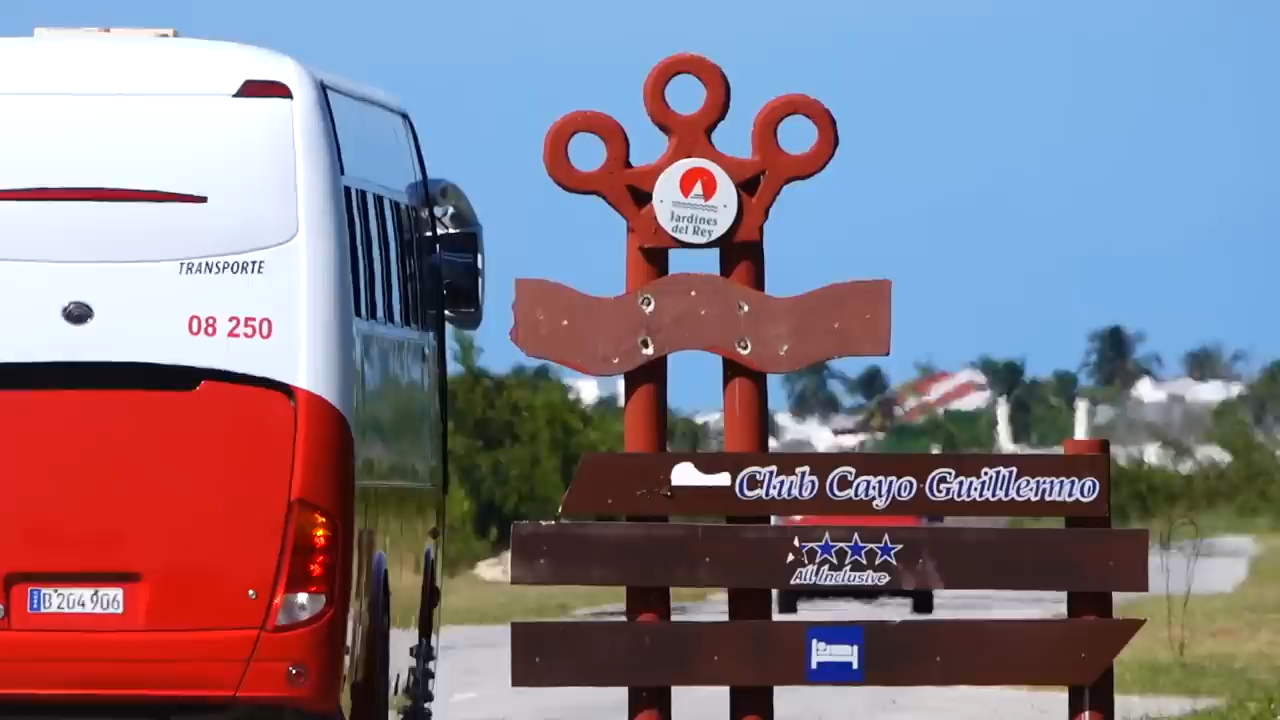 TRANSPORTE
08 250
B 204 906
Jardines
del Rey
Club Cayo Guillermo
All Inclusive